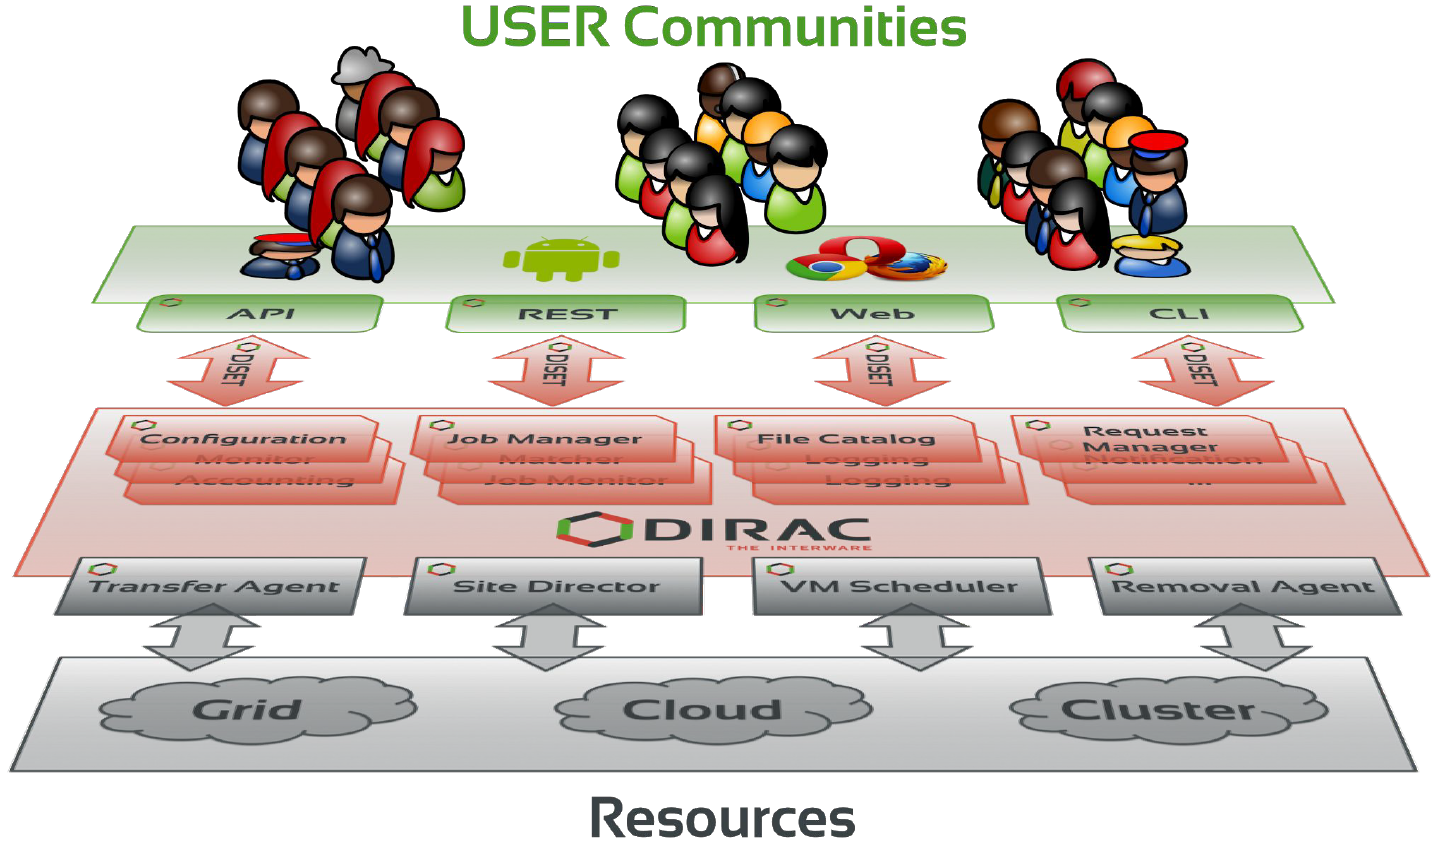 USER Communities
API
REST
Web
CLI
DISET
DISET
DISET
DISET
Configuration
Monitor
Accounting
Job Manager
Matcher
Job Monitor
File Catalog
Logging
Logging
Request
Manager
Notification
...
DIRAC
THE INTERWARE
Transfer Agent
Site Director
VM Scheduler
Removal Agent
Grid
Cloud
Cluster
Resources